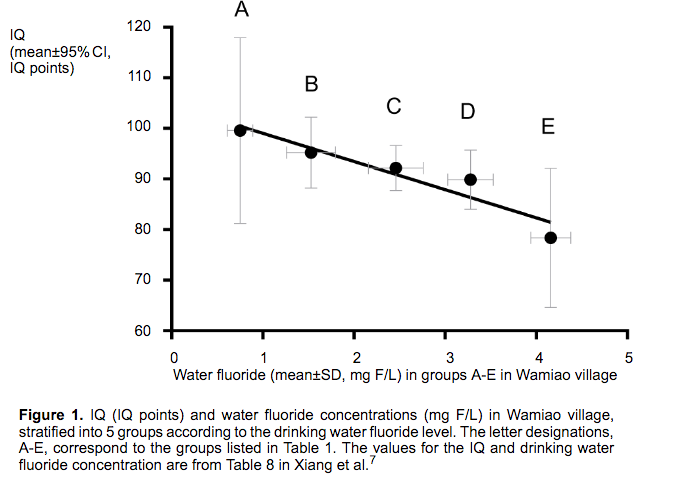 A
IQ
(mean±95% CI,
IQ points)
120
110
100
90
80
70
60
B
C
D
E
0 1 2 3 4 5
Water fluoride (mean±SD, mg F/L) in groups A-E in Wamiao village
Figure 1. IQ (IQ points) and water fluoride concentrations (mg F/L) in Wamiao village,
stratified into 5 groups according to the drinking water fluoride level. The letter designations,
A-E, correspond to the groups listed in Table 1. The values for the IQ and drinking water
fluoride concentration are from Table 8 in Xiang et al.7